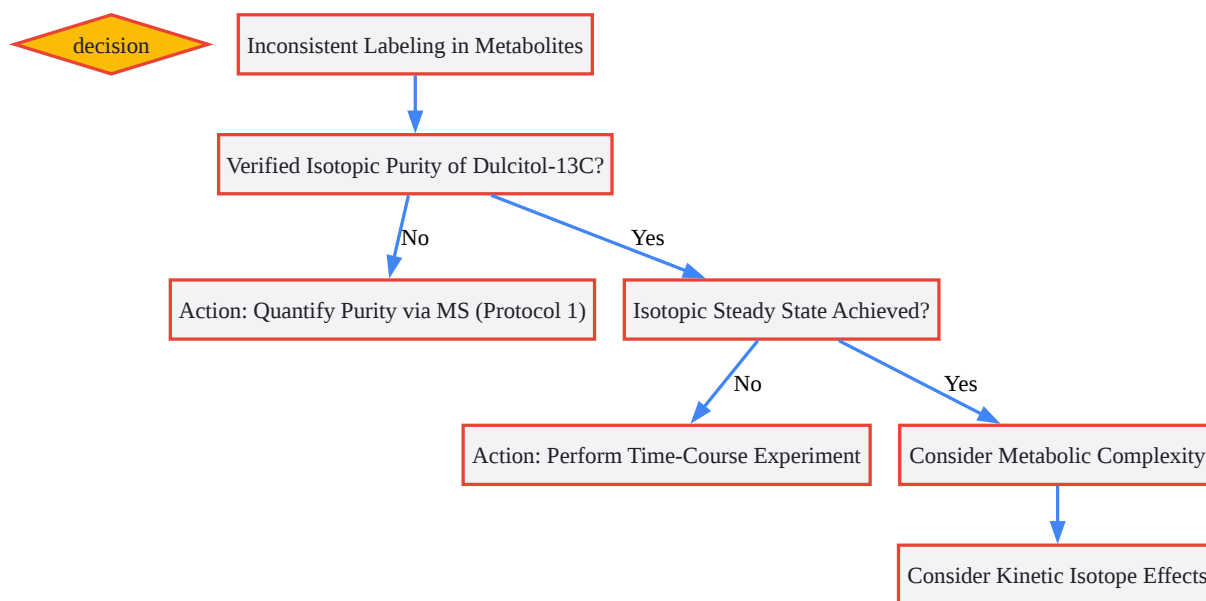 decision
Inconsistent Labeling in Metabolites
Verified Isotopic Purity of Dulcitol-13C?
No
Yes
Action: Quantify Purity via MS (Protocol 1)
Isotopic Steady State Achieved?
No
Yes
Action: Perform Time-Course Experiment
Consider Metabolic Complexity
Consider Kinetic Isotope Effects